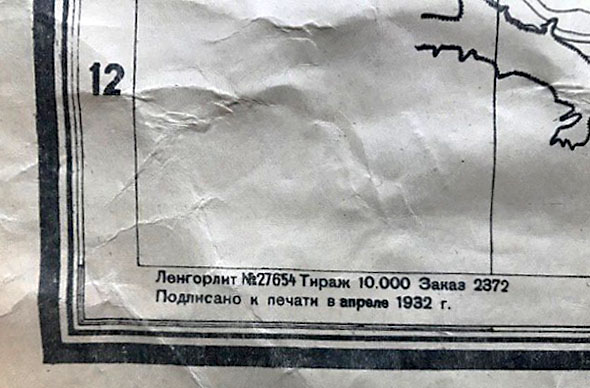 12
Ленгорлит №27654 Тираж 10.000 Заказ 2372
Подписано к печати в апреле 1932 г.